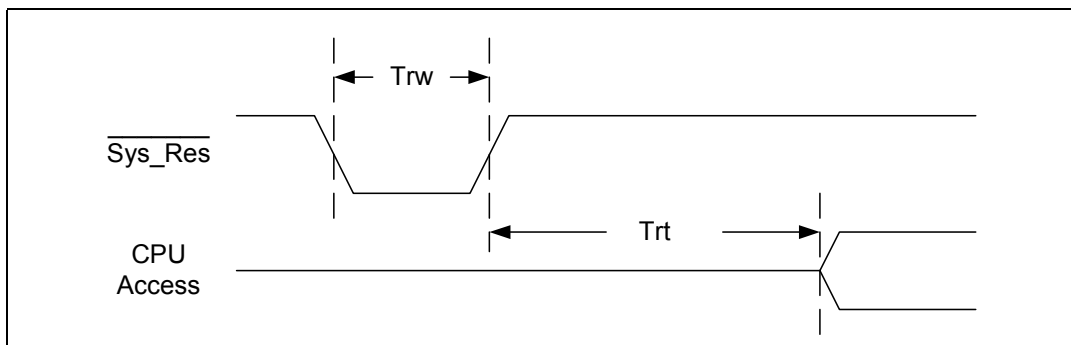 Trw
Sys_Res
Trt
CPU
Access